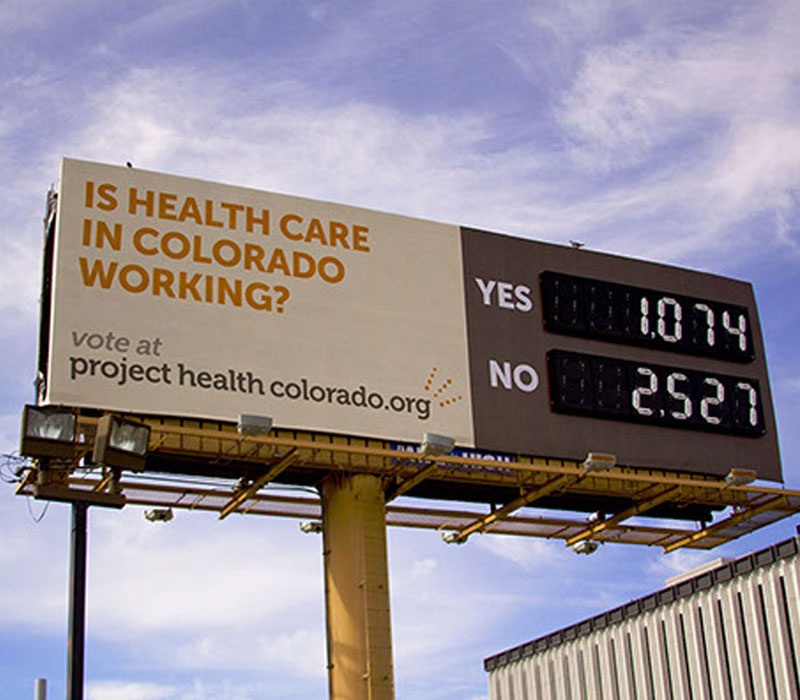 IS HEALTH CARE
IN COLORADO
WORKING?
vote at
project health colorado.org
YES 1,074
NO 2,527